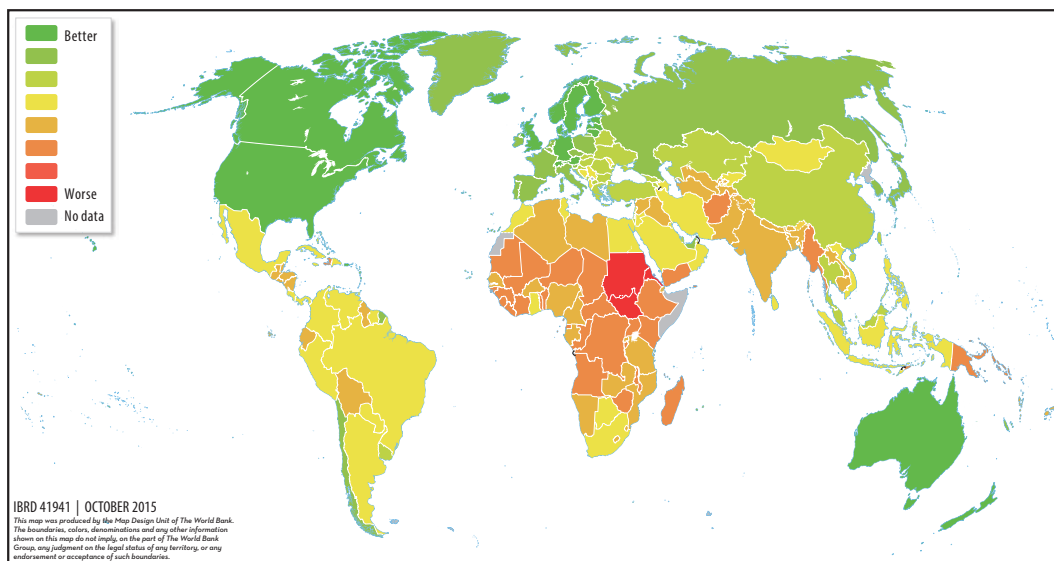 Better
Worse
No data
IBRD 41941 | OCTOBER 2015
This map was produced by the Map Design Unit of The World Bank.
The boundaries, colors, denominations and any other information
shown on this map do not imply, on the part of The World Bank
Group, any judgment on the legal status of any territory, or any
endorsement or acceptance of such boundaries.